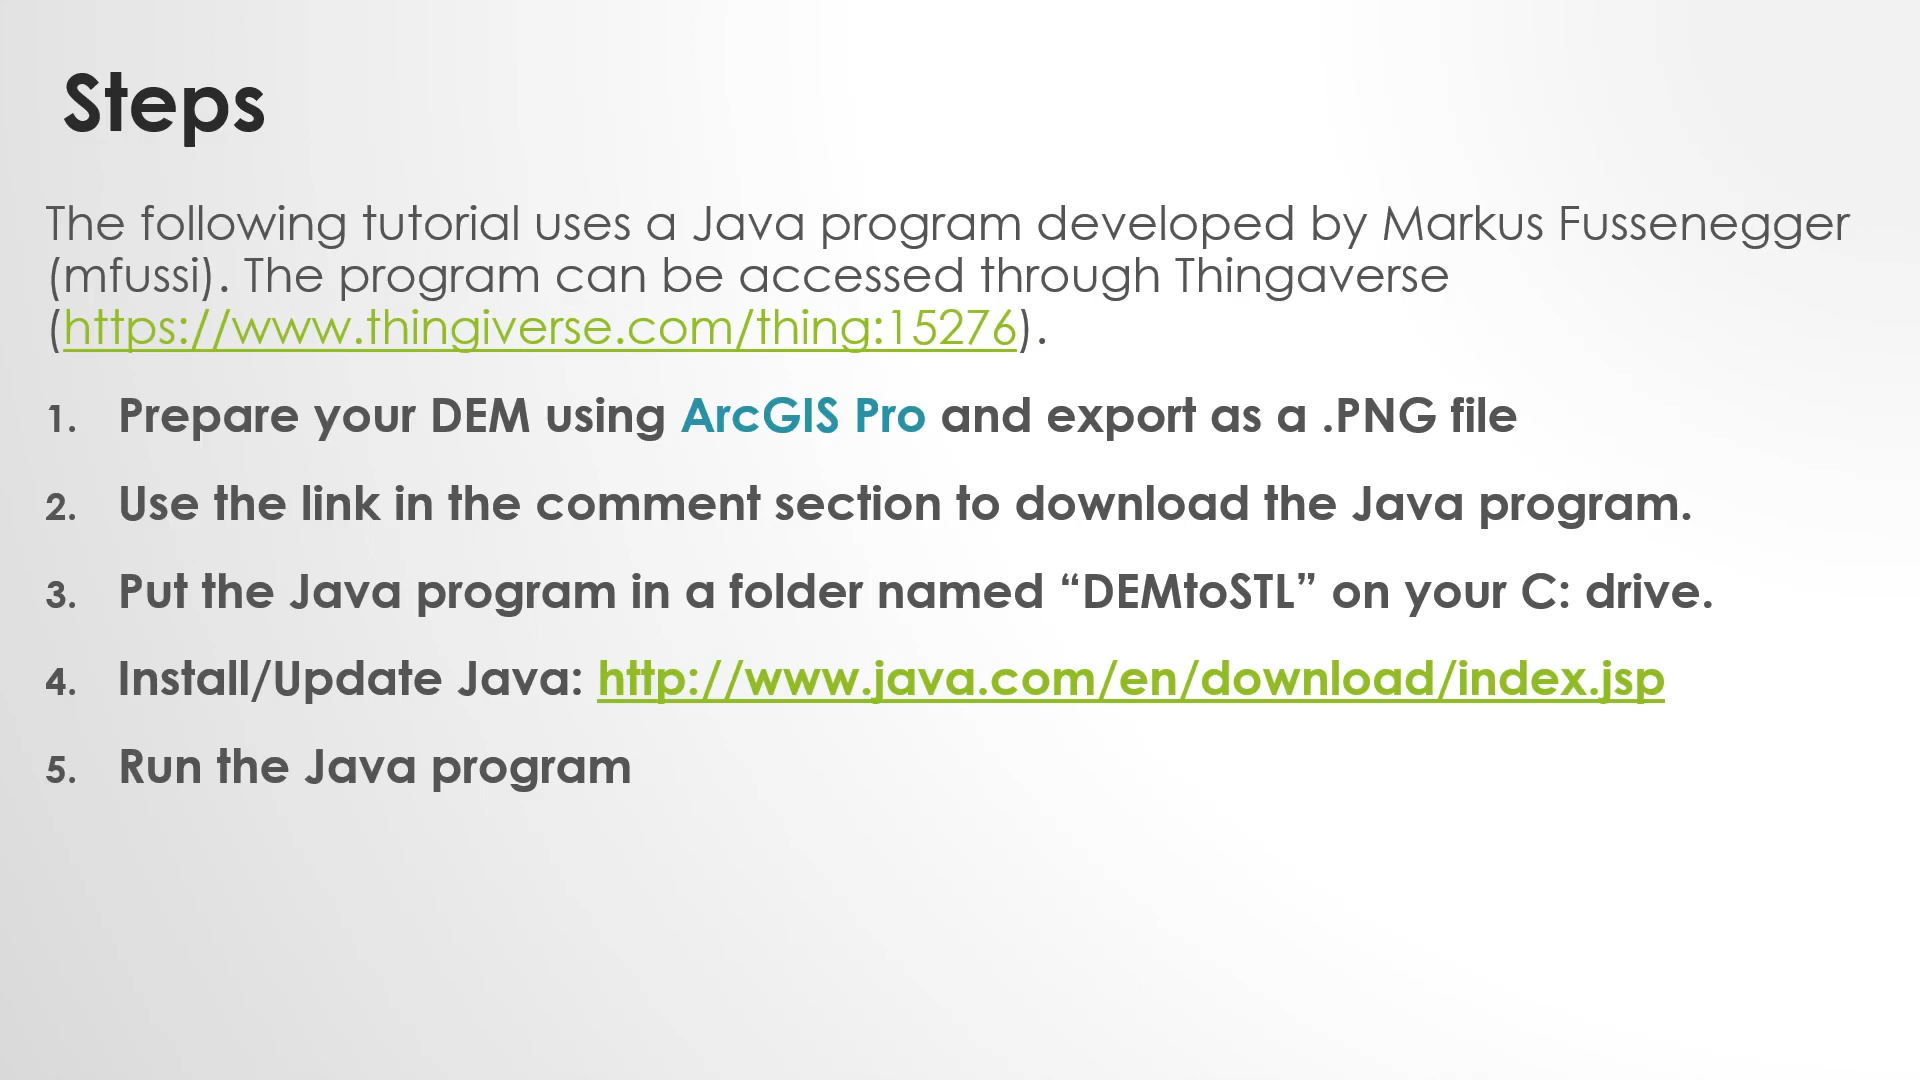 Steps
The following tutorial uses a Java program developed by Markus Fussenegger
(mfussi). The program can be accessed through Thingaverse
(https://www.thingiverse.com/thing:15276).
1. Prepare your DEM using ArcGIS Pro and export as a .PNG file
2. Use the link in the comment section to download the Java program.
3. Put the Java program in a folder named “DEMtoSTL” on your C: drive.
4. Install/Update Java: http://www.java.com/en/download/index.jsp
5. Run the Java program